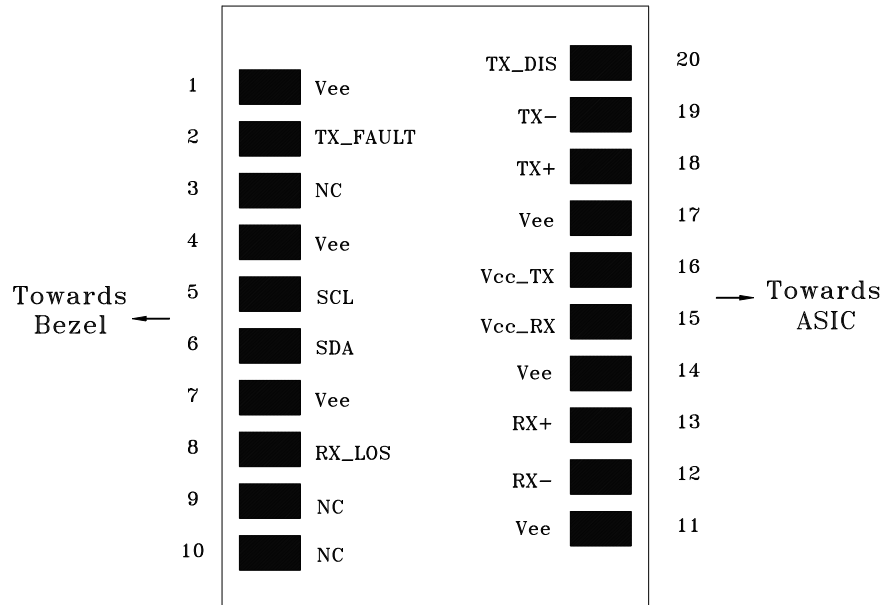 1 Vee
2 TX_FAULT
3 NC
4 Vee
5 SCL
6 SDA
7 Vee
8 RX_LOS
9 NC
10 NC
Towards
Bezel
TX_DIS 20
TX- 19
TX+ 18
Vee 17
Vcc_TX 16
Vcc_RX 15
Vee 14
RX+ 13
RX- 12
Vee 11
Towards
ASIC